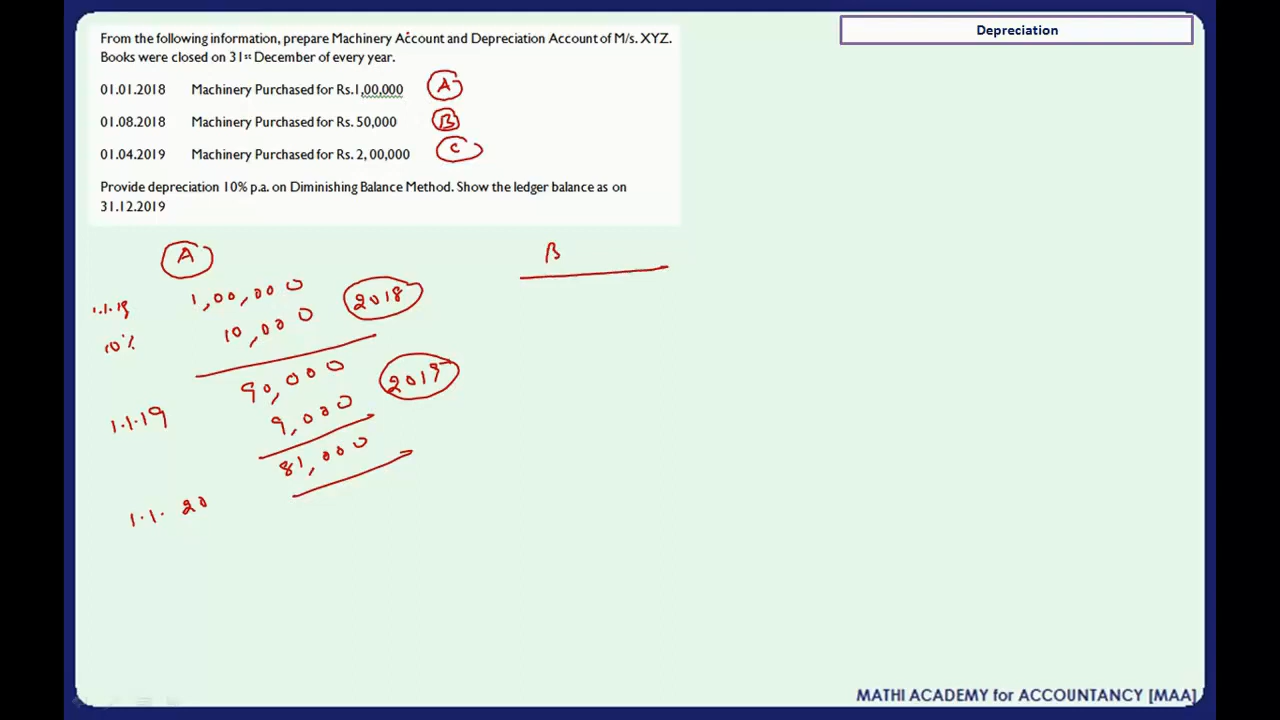 Depreciation
From the following information, prepare Machinery Account and Depreciation Account of M/s. XYZ.
Books were closed on 31st December of every year.
01.01.2018 Machinery Purchased for Rs.1,00,000 A
01.08.2018 Machinery Purchased for Rs. 50,000 B
01.04.2019 Machinery Purchased for Rs. 2, 00,000 C
Provide depreciation 10% p.a. on Diminishing Balance Method. Show the ledger balance as on
31.12.2019
A
B
1.1.19 1,00,000
10% 10,000 2018
90,000
1.1.19 9,000 2019
81,000
1.1.20
MATHI ACADEMY for ACCOUNTANCY [MAA]